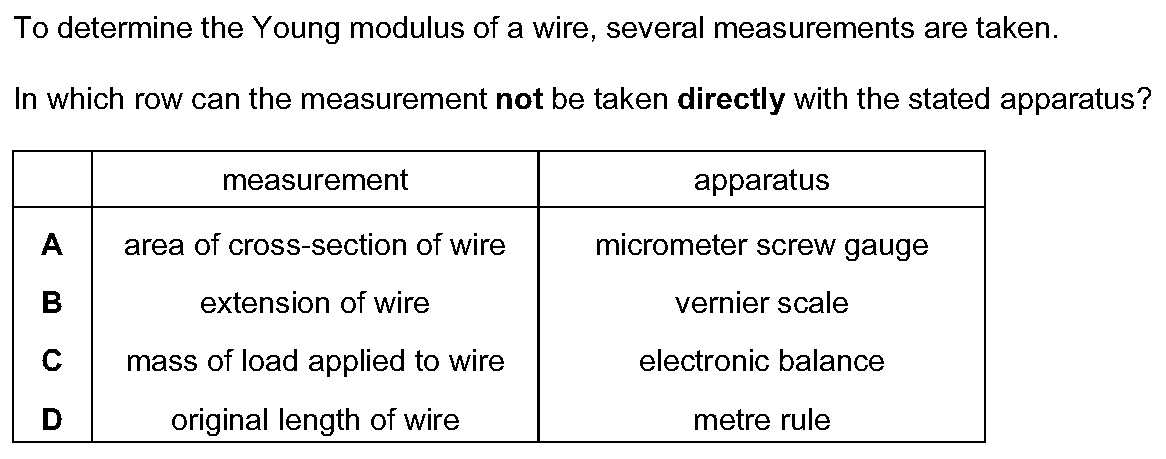 To determine the Young modulus of a wire, several measurements are taken.
In which row can the measurement not be taken directly with the stated apparatus?
measurement apparatus
A area of cross-section of wire micrometer screw gauge
B extension of wire vernier scale
C mass of load applied to wire electronic balance
D original length of wire metre rule